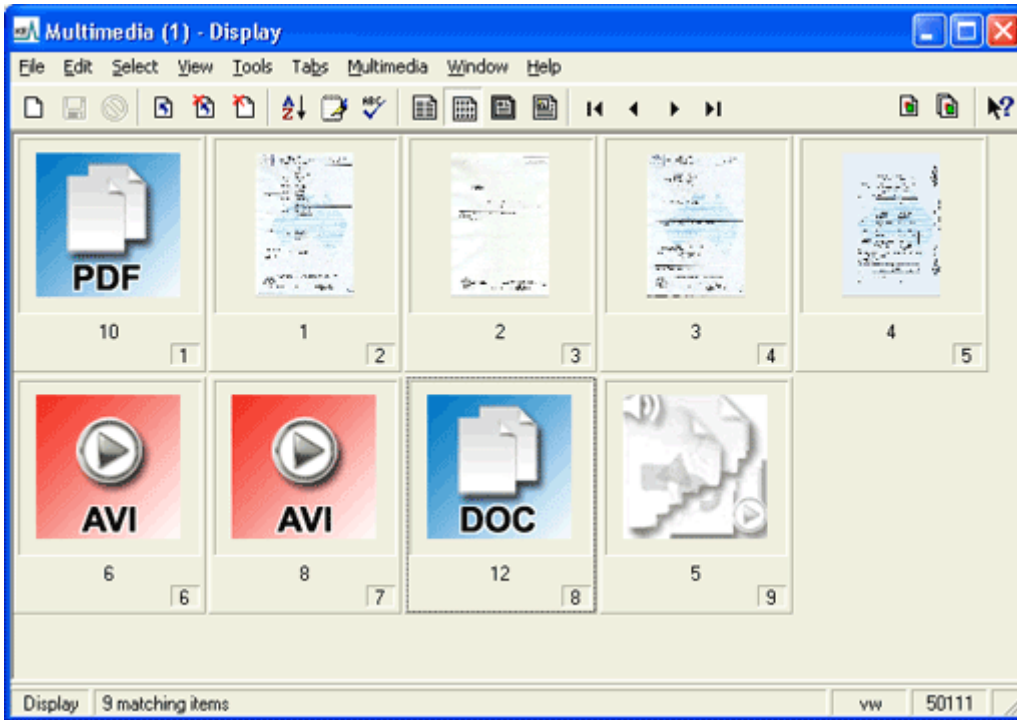 Multimedia (1) - Display
File Edit Select View Tools Tabs Multimedia Window Help
ABC
PDF
10 1 2 3 4
1 2 3 4 5
AVI AVI DOC
6 8 12 5
6 7 8 9
Display 9 matching items vw 50111